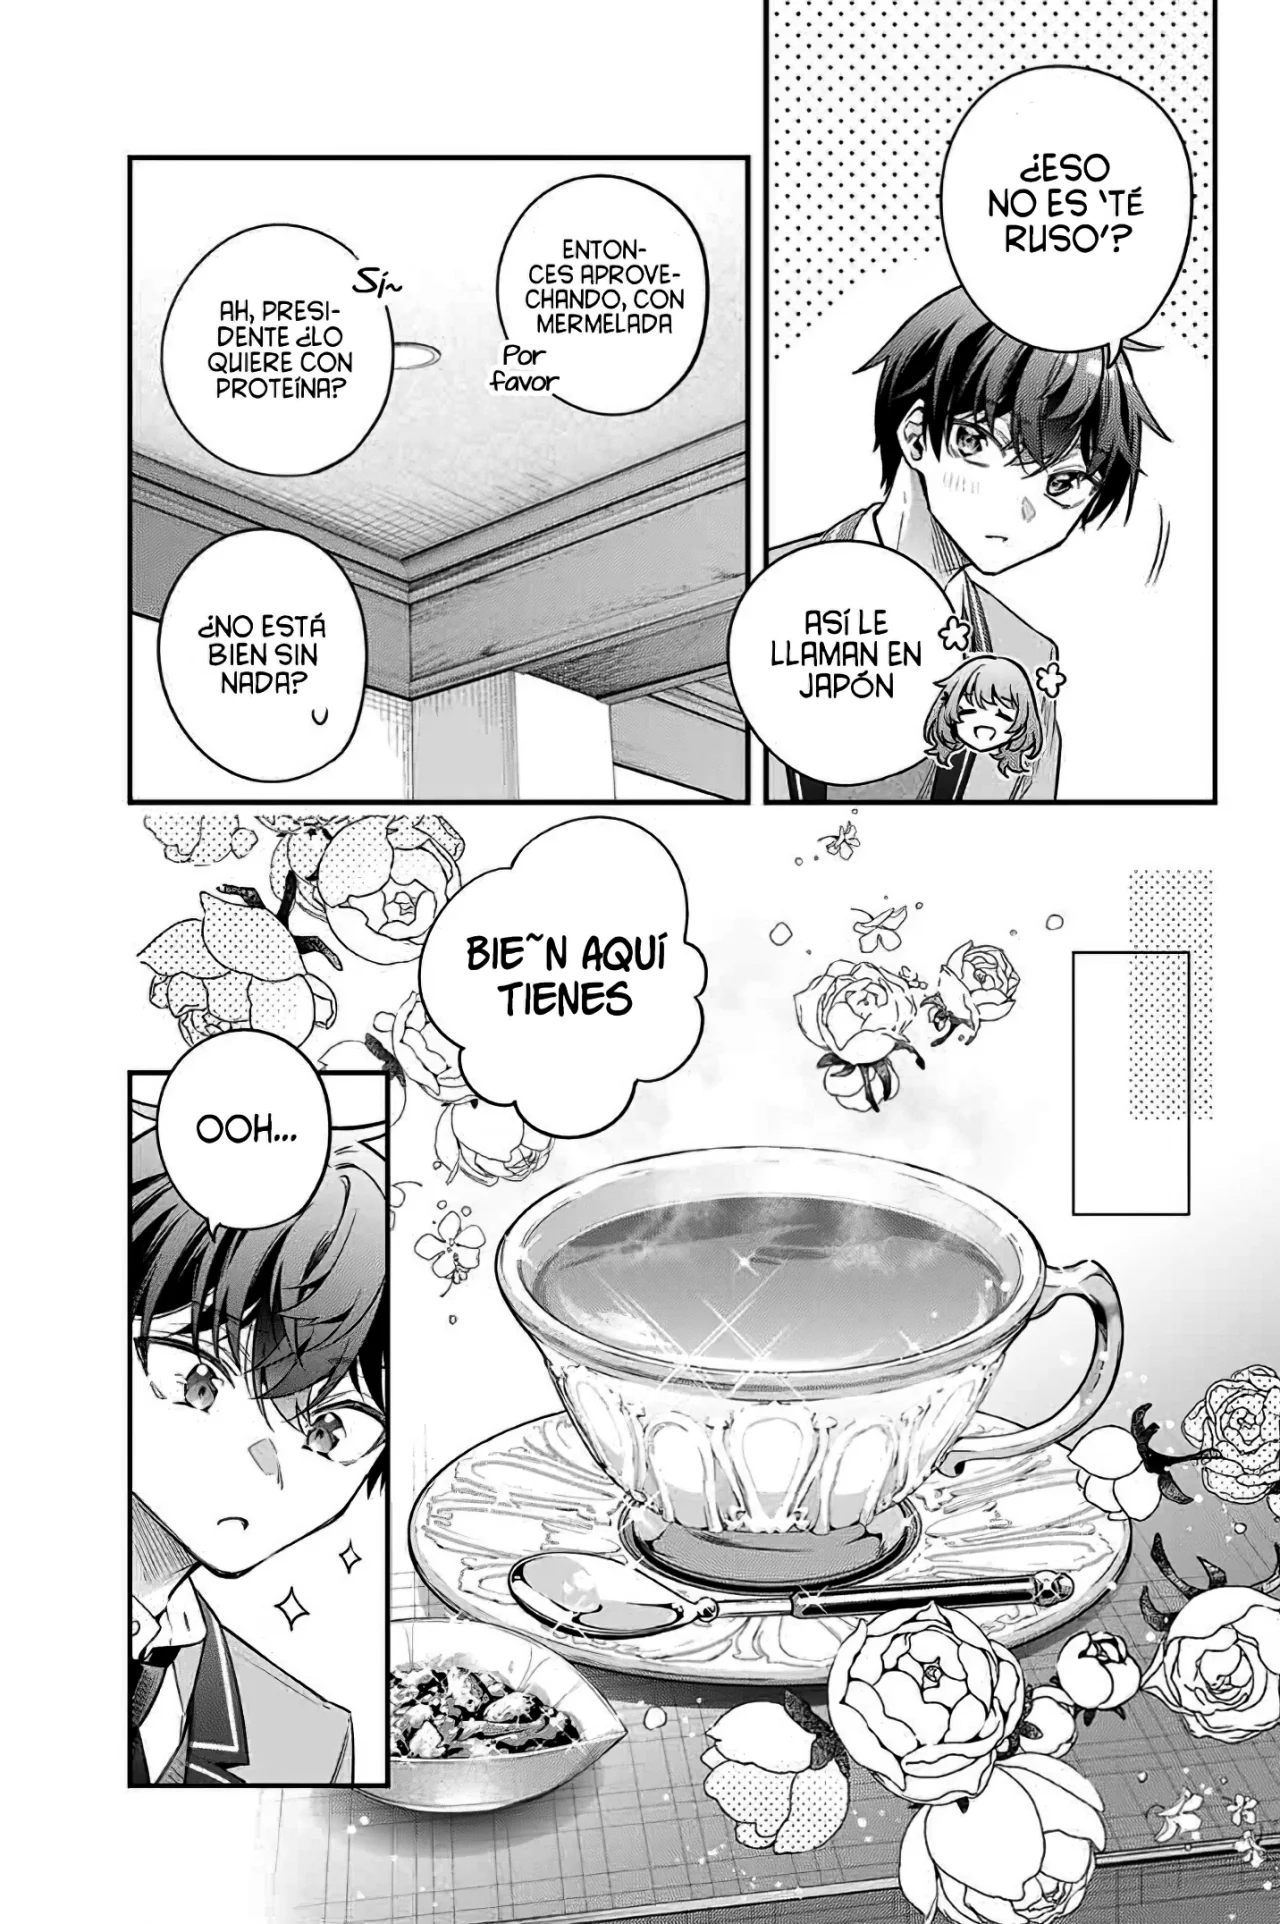 ¿ESO
NO ES 'TÉ
RUSO'?
ASÍ LE
LLAMAN EN
JAPÓN
ENTON-
CES APROVE-
CHANDO, CON
MERMELADA
Por
favor
Sí~
AH, PRESI-
DENTE ¿LO
QUIERE CON
PROTEÍNA?
¿NO ESTÁ
BIEN SIN
NADA?
BIE~N AQUÍ
TIENES
OOH...